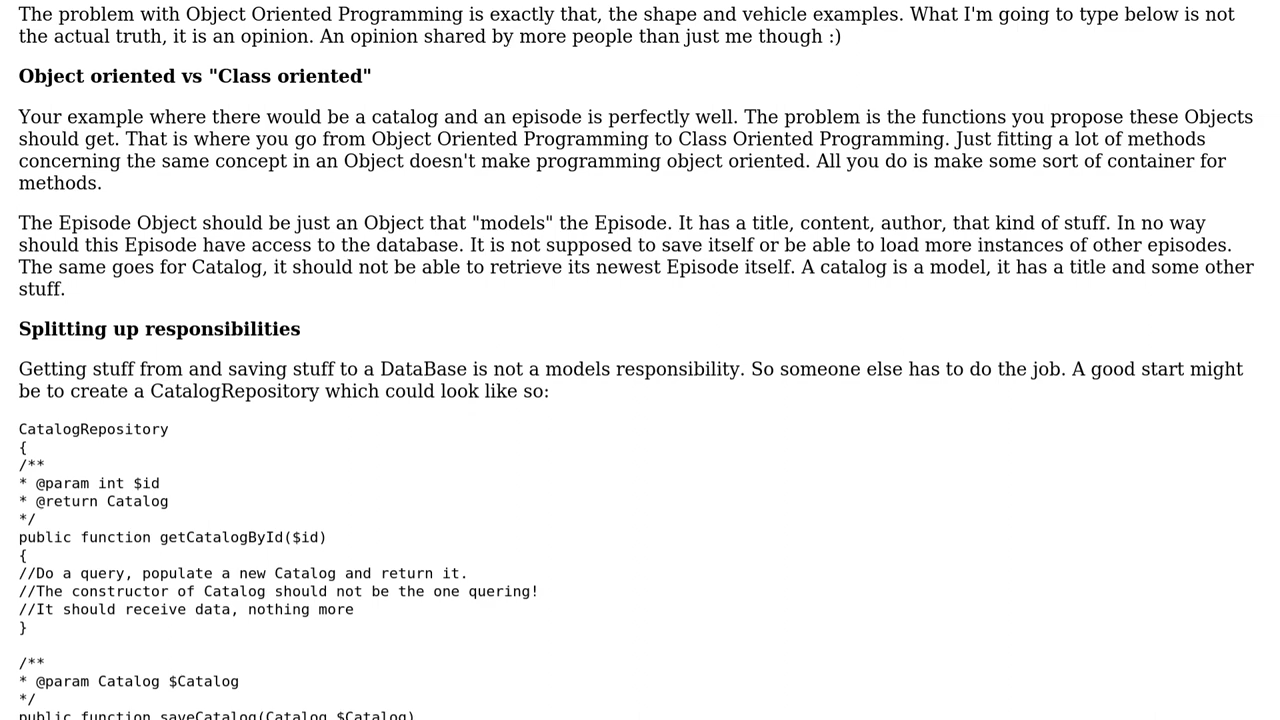 The problem with Object Oriented Programming is exactly that, the shape and vehicle examples. What I'm going to type below is not
the actual truth, it is an opinion. An opinion shared by more people than just me though :)
Object oriented vs "Class oriented"
Your example where there would be a catalog and an episode is perfectly well. The problem is the functions you propose these Objects
should get. That is where you go from Object Oriented Programming to Class Oriented Programming. Just fitting a lot of methods
concerning the same concept in an Object doesn't make programming object oriented. All you do is make some sort of container for
methods.
The Episode Object should be just an Object that "models" the Episode. It has a title, content, author, that kind of stuff. In no way
should this Episode have access to the database. It is not supposed to save itself or be able to load more instances of other episodes.
The same goes for Catalog, it should not be able to retrieve its newest Episode itself. A catalog is a model, it has a title and some other
stuff.
Splitting up responsibilities
Getting stuff from and saving stuff to a DataBase is not a models responsibility. So someone else has to do the job. A good start might
be to create a CatalogRepository which could look like so:
CatalogRepository
{
/**
* @param int $id
* @return Catalog
*/
public function getCatalogById($id)
{
//Do a query, populate a new Catalog and return it.
//The constructor of Catalog should not be the one quering!
//It should receive data, nothing more
}
/**
* @param Catalog $Catalog
*/
public function saveCatalog(Catalog $Catalog)